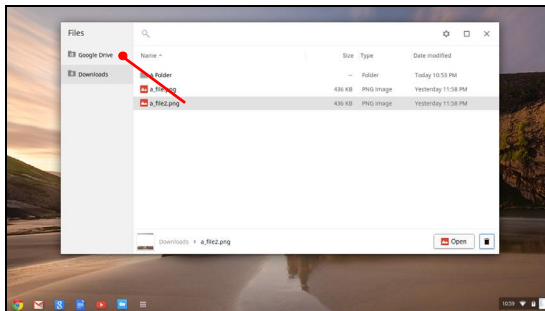 Files
Google Drive
Downloads
Name Size Type Date modified
A Folder -- Folder Today 10:53 PM
a_file.png 436 KB PNG image Yesterday 11:58 PM
a_file2.png 436 KB PNG image Yesterday 11:58 PM
Downloads › a_file2.png
Open
10:59